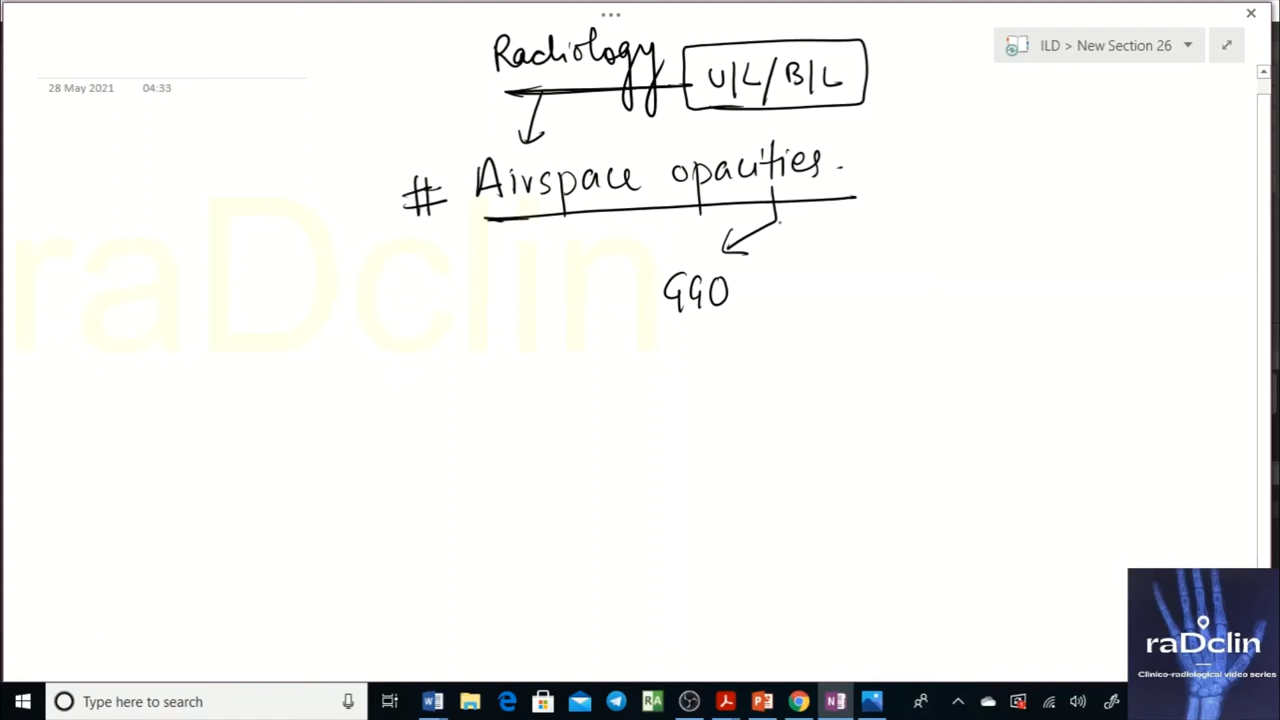 ...
×
Radiology U/L / B/L
ILD > New Section 26
28 May 2021 04:33
# Airspace opacities.
GGO
raDclin
raDclin
Clinico-radiological video series
Type here to search
RA